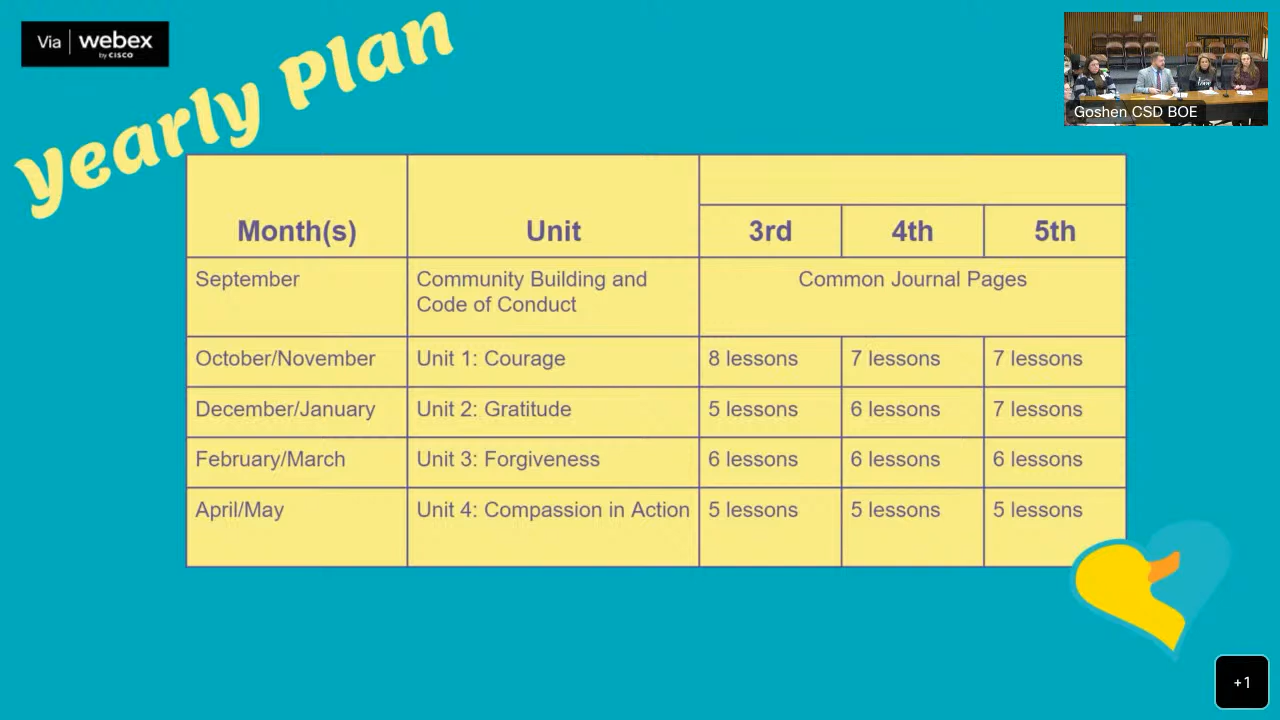 Via webex
by CISCO
yearly Plan
Goshen CSD BOE
Month(s) Unit 3rd 4th 5th
September Community Building and Code of Conduct Common Journal Pages
October/November Unit 1: Courage 8 lessons 7 lessons 7 lessons
December/January Unit 2: Gratitude 5 lessons 6 lessons 7 lessons
February/March Unit 3: Forgiveness 6 lessons 6 lessons 6 lessons
April/May Unit 4: Compassion in Action 5 lessons 5 lessons 5 lessons
+1